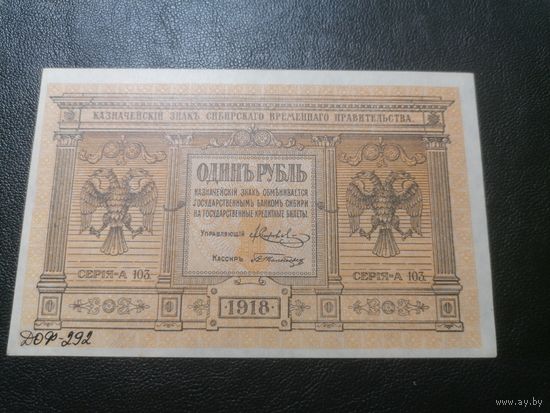 КАЗНАЧЕЙСКІЙ ЗНАКЪ СИБИРСКАГО ВРЕМЕННАГО ПРАВИТЕЛЬСТВА.
ОДИНЪ РУБЛЬ
КАЗНАЧЕЙСКІЙ ЗНАКЪ ОБМѢНИВАЕТСЯ
ГОСУДАРСТВЕННЫМЪ БАНКОМЪ СИБИРИ
НА ГОСУДАРСТВЕННЫЕ КРЕДИТНЫЕ БИЛЕТЫ.
УПРАВЛЯЮЩІЙ
КАССИРЪ
СЕРІЯ-А 103.
СЕРІЯ-А 103.
·1918·
ДОФ-292
www.ay.by